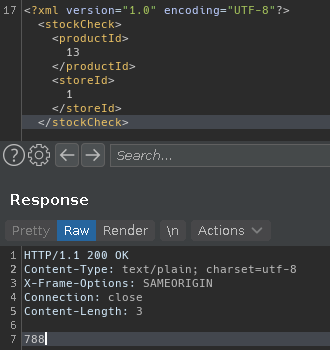 17 <?xml version="1.0" encoding="UTF-8"?>
<stockCheck>
<productId>
13
</productId>
<storeId>
1
</storeId>
</stockCheck>
? Search...
Response
Pretty Raw Render \n Actions
1 HTTP/1.1 200 OK
2 Content-Type: text/plain; charset=utf-8
3 X-Frame-Options: SAMEORIGIN
4 Connection: close
5 Content-Length: 3
6
7 788